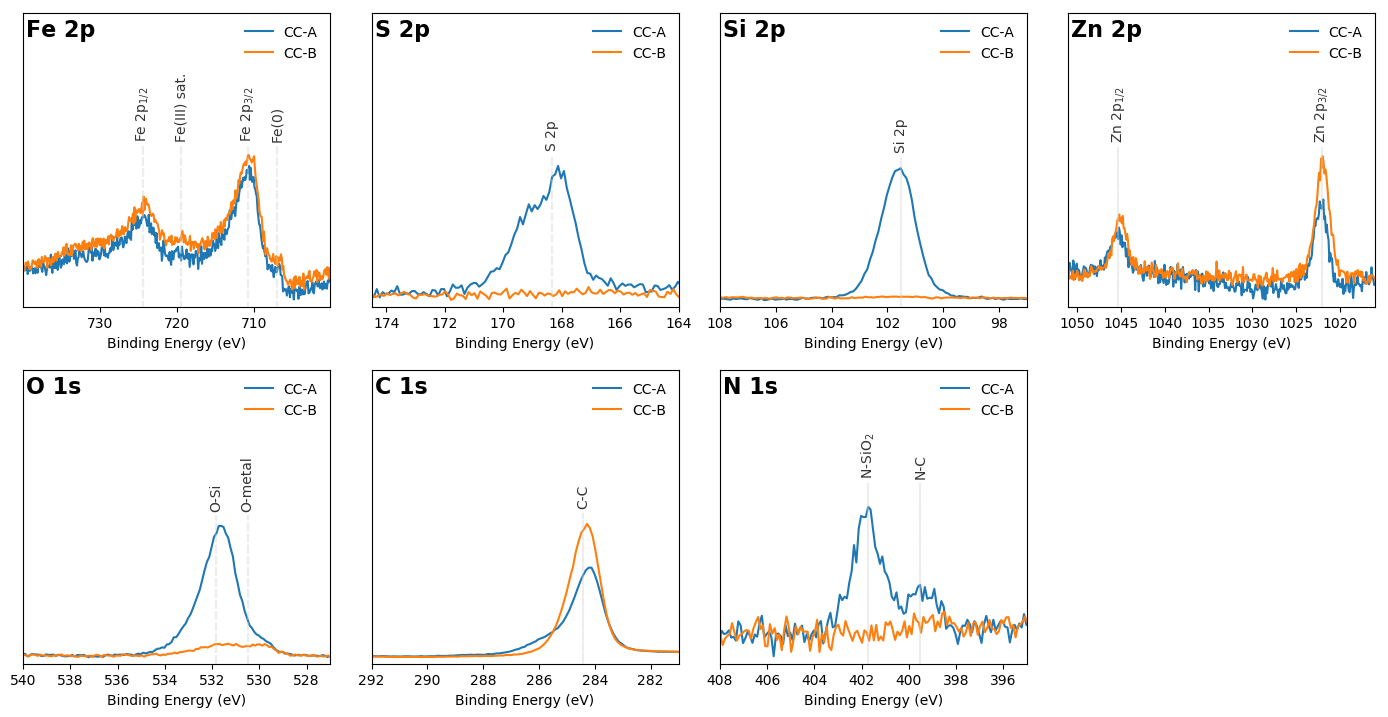 Fe 2p
CC-A
CC-B
Fe 2p1/2
Fe(III) sat.
Fe 2p3/2
Fe(0)
730 720 710
Binding Energy (eV)
S 2p
CC-A
CC-B
S 2p
174 172 170 168 166 164
Binding Energy (eV)
Si 2p
CC-A
CC-B
Si 2p
108 106 104 102 100 98
Binding Energy (eV)
Zn 2p
CC-A
CC-B
Zn 2p1/2
Zn 2p3/2
1050 1045 1040 1035 1030 1025 1020
Binding Energy (eV)
O 1s
CC-A
CC-B
O-Si
O-metal
540 538 536 534 532 530 528
Binding Energy (eV)
C 1s
CC-A
CC-B
C-C
292 290 288 286 284 282
Binding Energy (eV)
N 1s
CC-A
CC-B
N-SiO2
N-C
408 406 404 402 400 398 396
Binding Energy (eV)